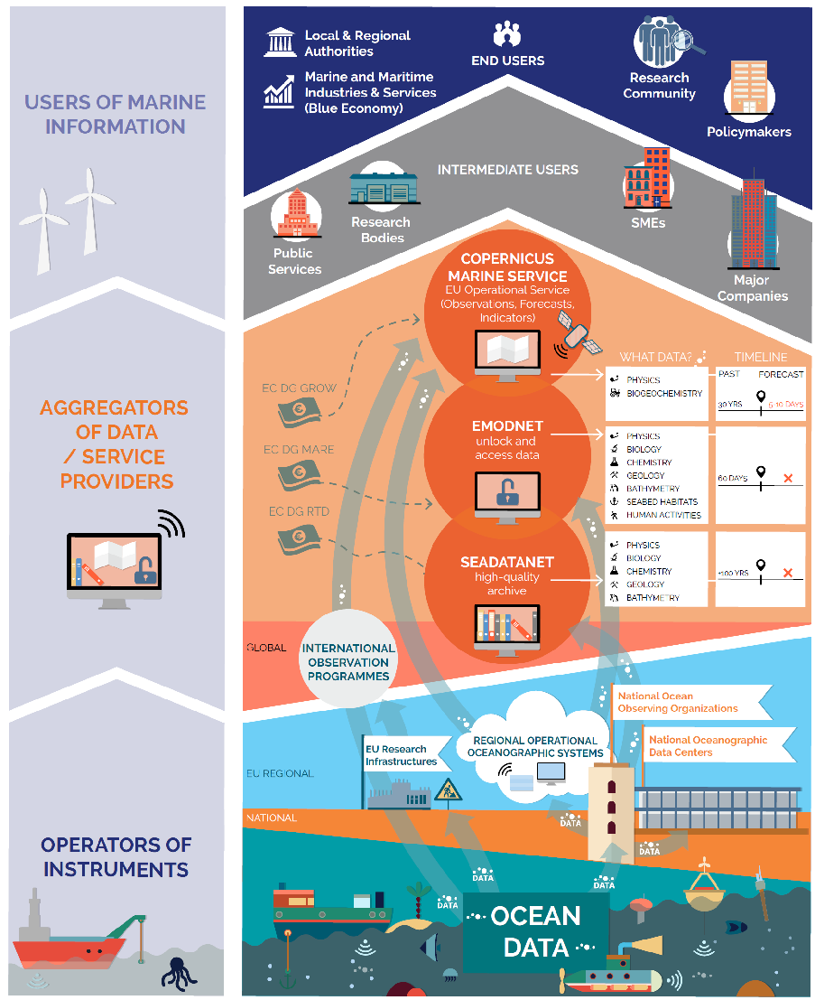 USERS OF MARINE
INFORMATION
AGGREGATORS
OF DATA
/ SERVICE
PROVIDERS
OPERATORS OF
INSTRUMENTS
Local & Regional
Authorities
Marine and Maritime
Industries & Services
(Blue Economy)
END USERS
Research
Community
Policymakers
INTERMEDIATE USERS
Public
Services
Research
Bodies
SMEs
Major
Companies
COPERNICUS
MARINE SERVICE
EU Operational Service
(Observations, Forecasts,
Indicators)
EC DG GROW
EC DG MARE
EC DG RTD
EMODNET
unlock and
access data
SEADATANET
high-quality
archive
WHAT DATA?
TIMELINE
PHYSICS
BIOGEOCHEMISTRY
PAST
FORECAST
30 YRS
5-10 DAYS
PHYSICS
BIOLOGY
CHEMISTRY
GEOLOGY
BATHYMETRY
SEABED HABITATS
HUMAN ACTIVITIES
60 DAYS
PHYSICS
BIOLOGY
CHEMISTRY
GEOLOGY
BATHYMETRY
+100 YRS
GLOBAL
INTERNATIONAL
OBSERVATION
PROGRAMMES
National Ocean
Observing Organizations
National Oceanographic
Data Centers
REGIONAL OPERATIONAL
OCEANOGRAPHIC SYSTEMS
EU Research
Infrastructures
EU REGIONAL
NATIONAL
DATA
DATA
DATA
DATA
DATA
OCEAN
DATA